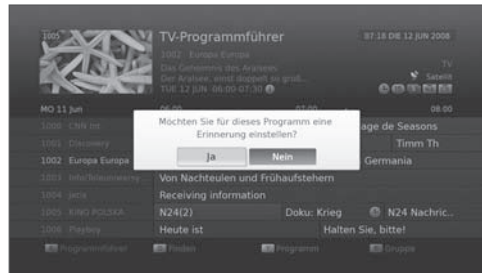 1005
TV-Programmführer
07:18 DIE 12 JUN 2008
1002 Europa Europa
Das Geheimnis des Aralsees
Der Aralsee, einst doppelt so groß...
TUE 12 JUN 06:00-07:30
TV
Satellit
MO 11 Jun
06:00
07:00
08:00
Möchten Sie für dieses Programm eine
Erinnerung einstellen?
Ja
Nein
1000 CNN Int
age de Seasons
1001 Discovery
Timm Th
1002 Europa Europa
Germania
1003
Von Nachteulen und Frühaufstehern
1004
Receiving information
1005 KINO POLSKA
N24(2)
Doku: Krieg
N24 Nachric..
1006 Playboy
Heute ist
Halten Sie, bitte!
Programmführer
Finden
Programm
Gruppe